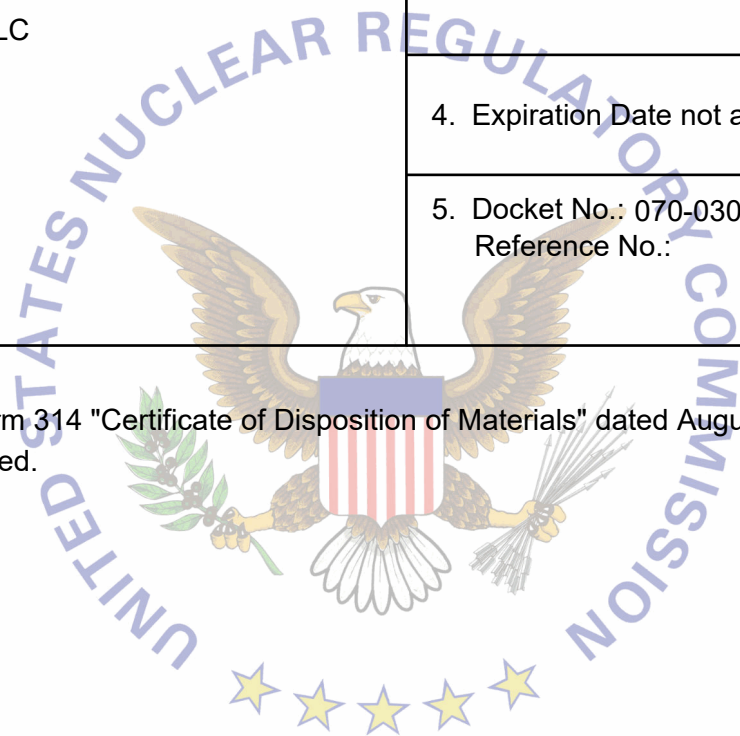 LC
4. Expiration Date not a
5. Docket No.: 070-030
Reference No.:
rm 314 "Certificate of Disposition of Materials" dated Augu
ed.
UNITED STATES NUCLEAR REGULATORY COMMISSION